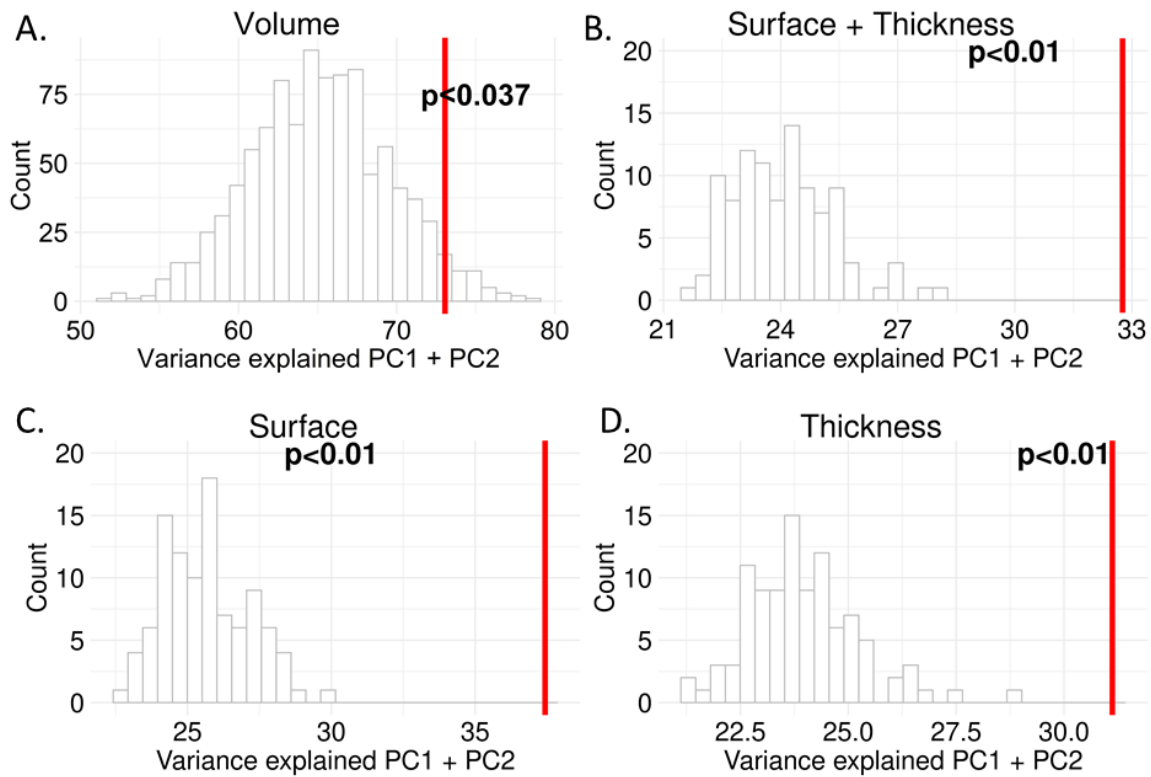 A.
Volume
p<0.037
Count
75
50
25
0
50 60 70 80
Variance explained PC1 + PC2
B.
Surface + Thickness
p<0.01
Count
20
15
10
5
0
21 24 27 30 33
Variance explained PC1 + PC2
C.
Surface
p<0.01
Count
20
15
10
5
0
25 30 35
Variance explained PC1 + PC2
D.
Thickness
p<0.01
Count
20
15
10
5
0
22.5 25.0 27.5 30.0
Variance explained PC1 + PC2